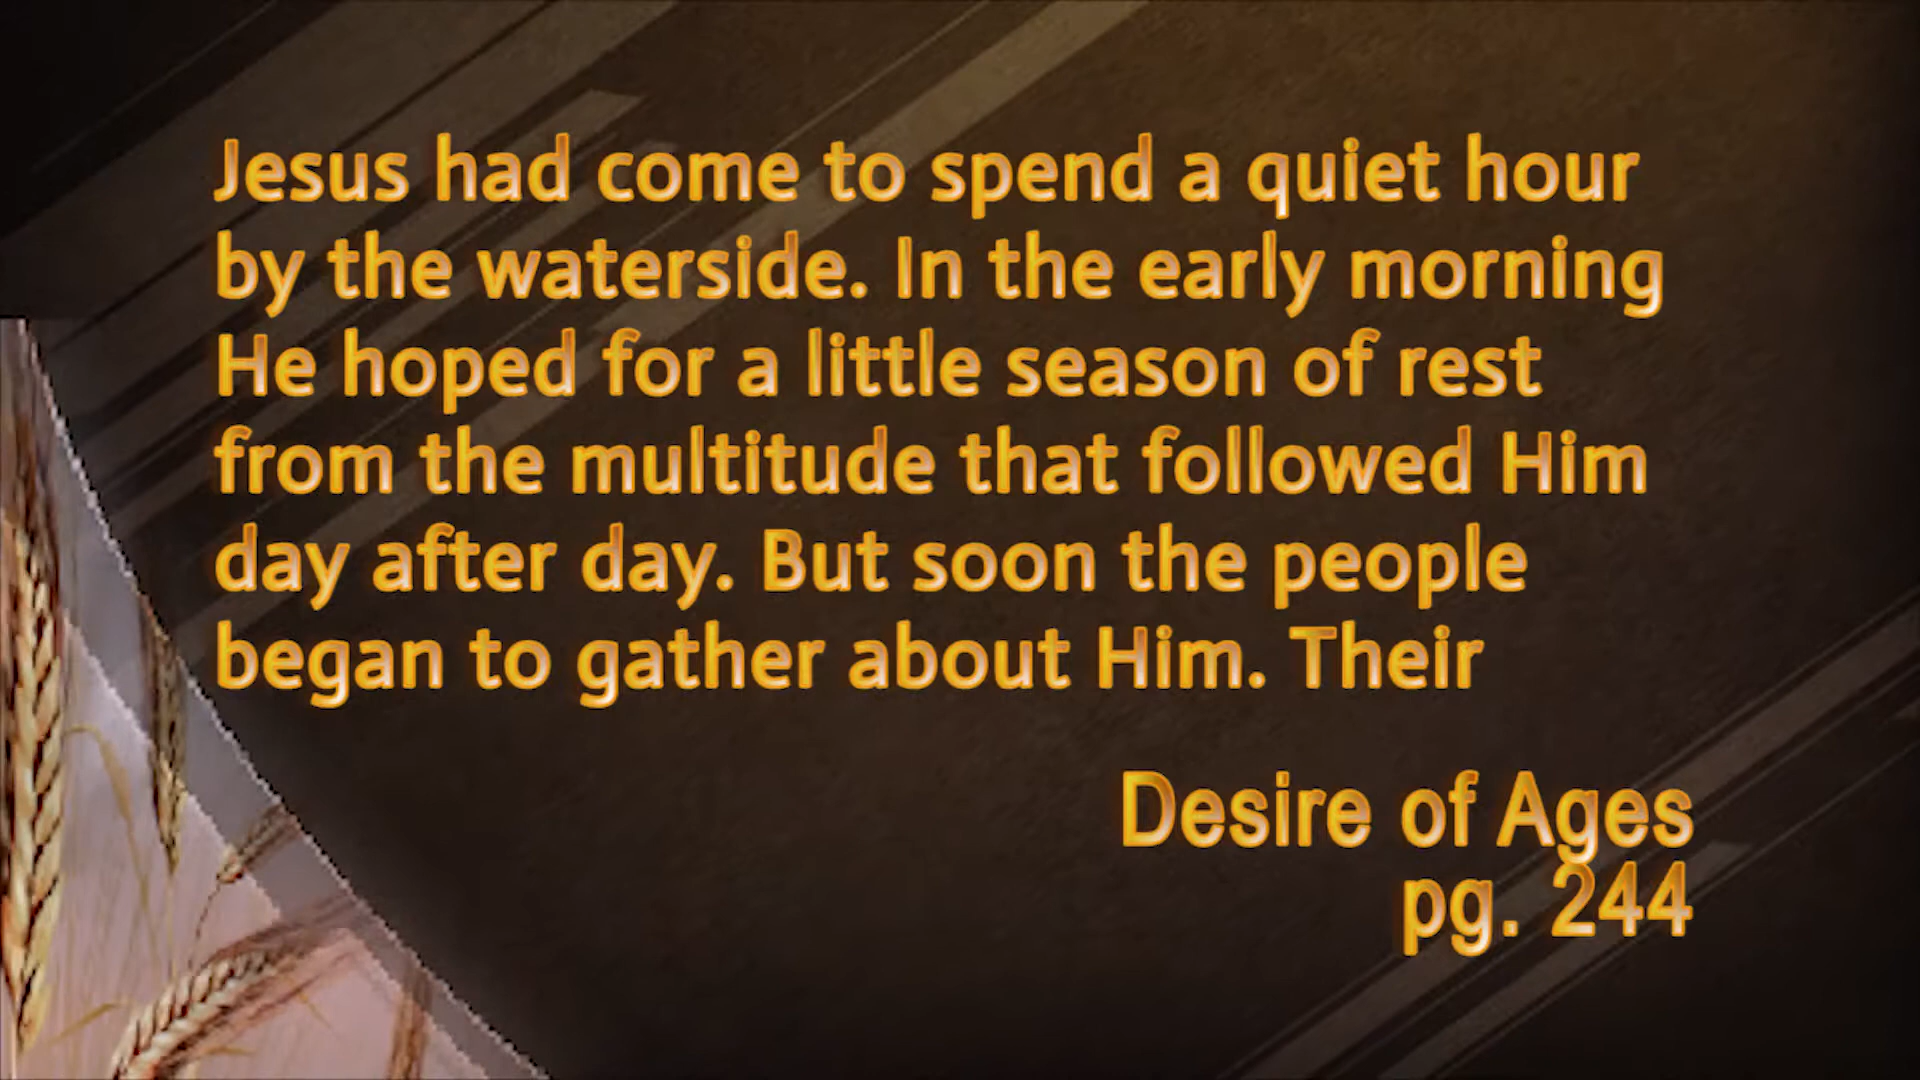 Jesus had come to spend a quiet hour
by the waterside. In the early morning
He hoped for a little season of rest
from the multitude that followed Him
day after day. But soon the people
began to gather about Him. Their
Desire of Ages
pg. 244